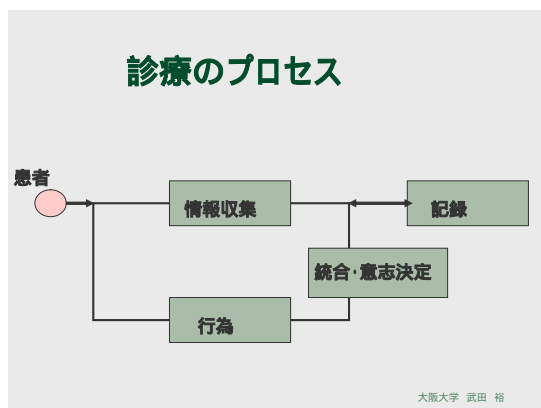 診療のプロセス
患者
情報収集
記録
統合･意志決定
行為
大阪大学 武田 裕